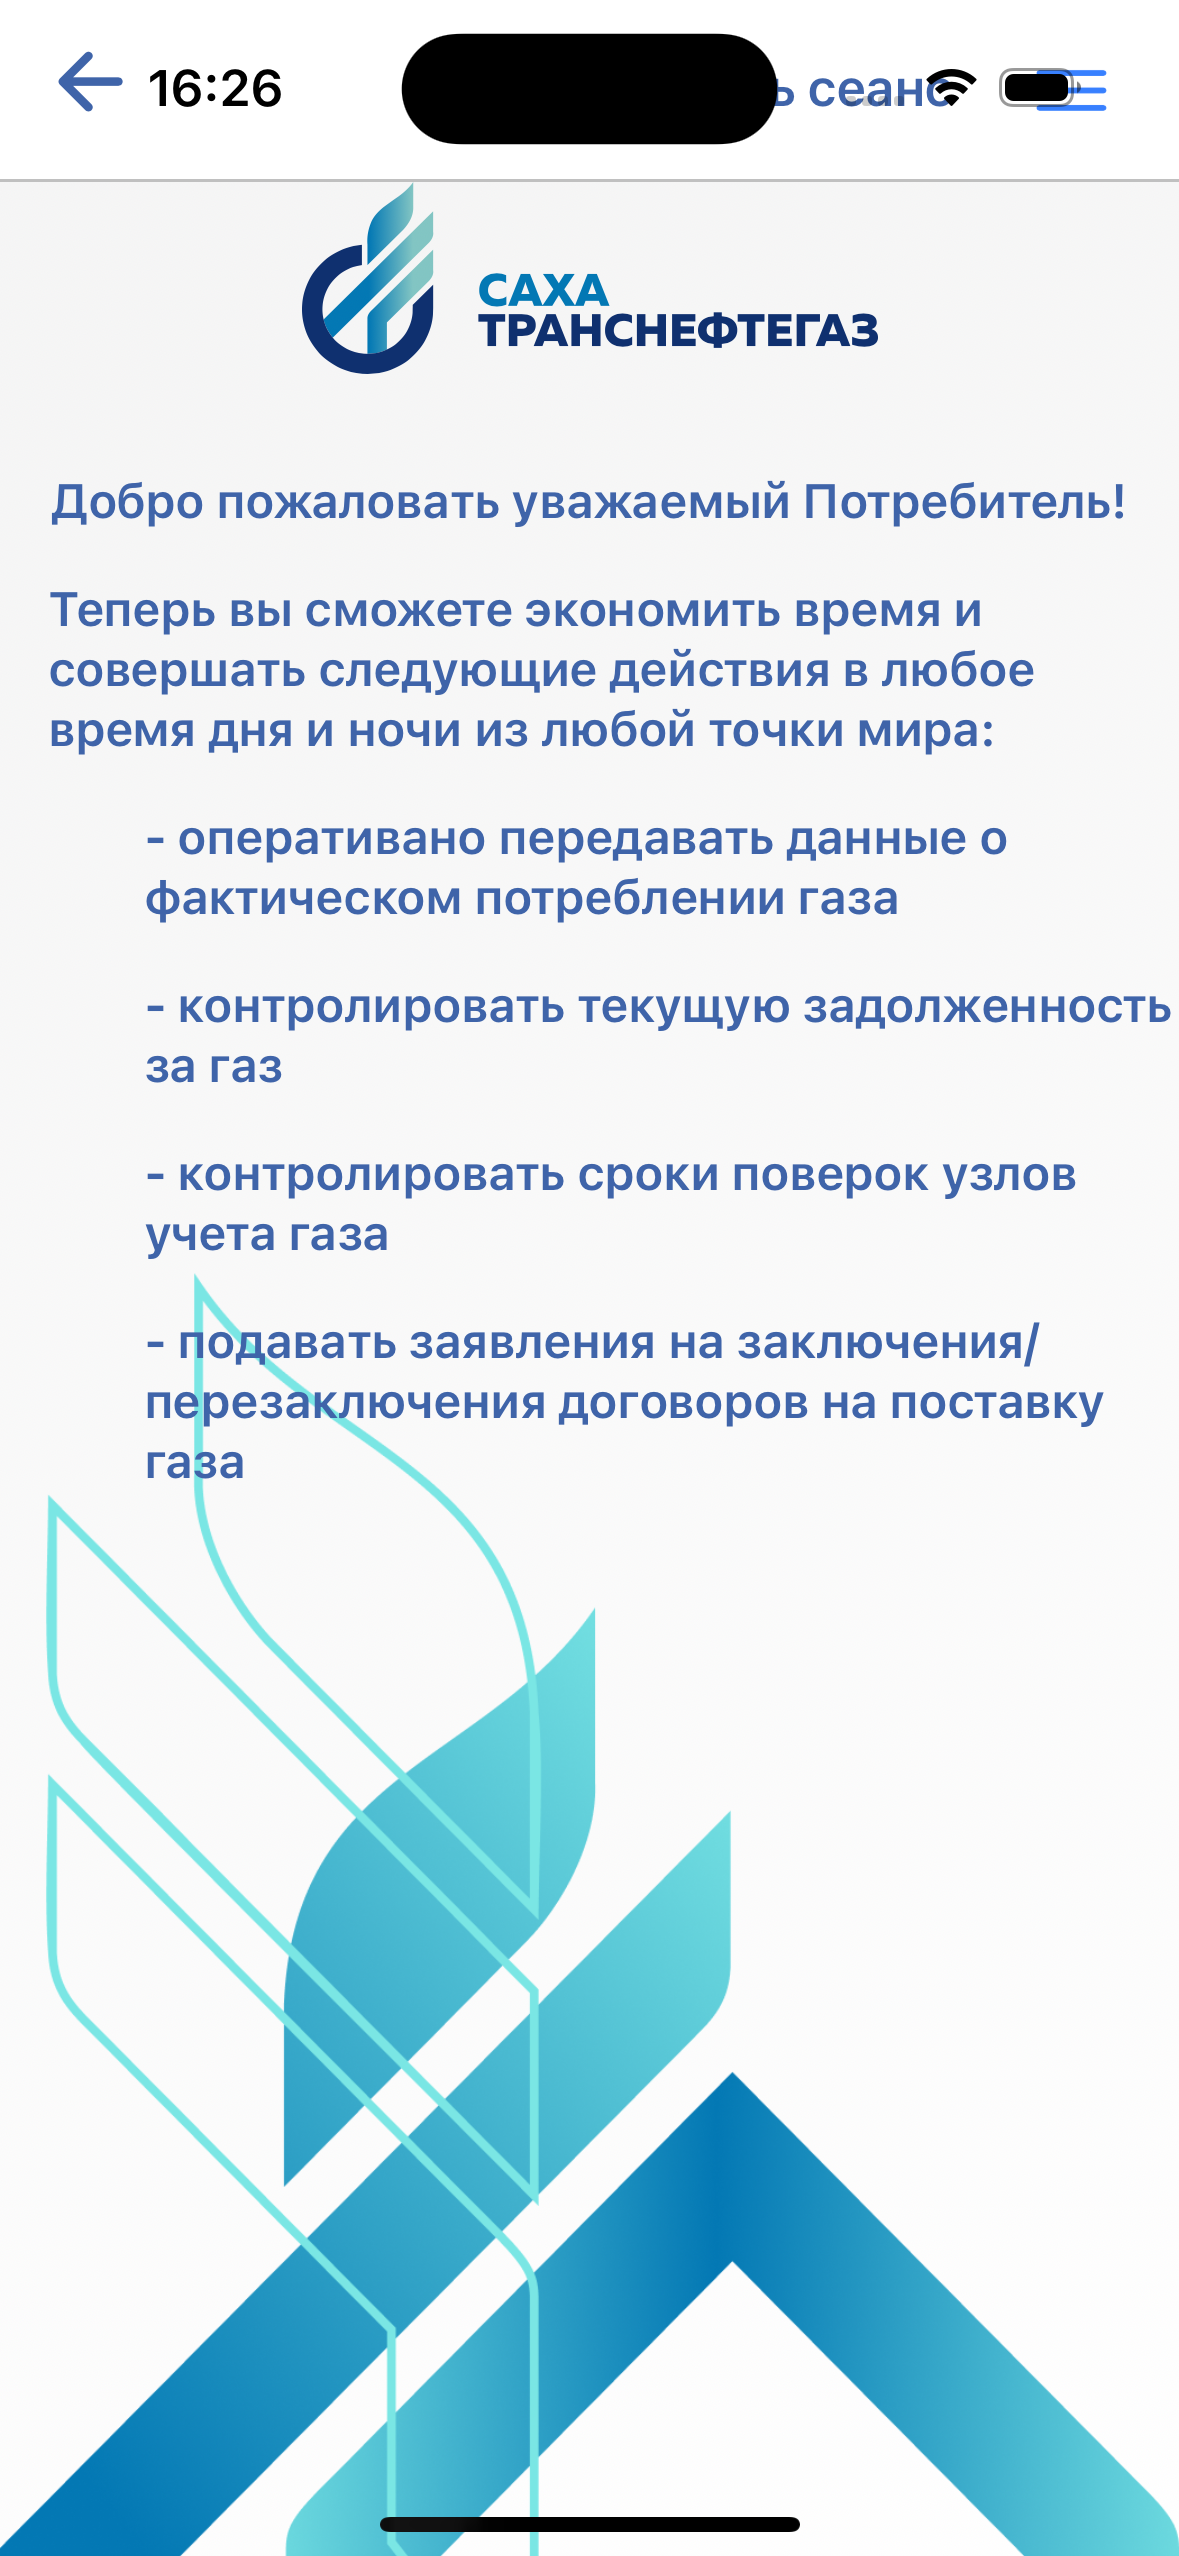 16:26
сеанс
САХА
ТРАНСНЕФТЕГАЗ
Добро пожаловать уважаемый Потребитель!
Теперь вы сможете экономить время и
совершать следующие действия в любое
время дня и ночи из любой точки мира:
- оперативано передавать данные о
фактическом потреблении газа
- контролировать текущую задолженность
за газ
- контролировать сроки поверок узлов
учета газа
- подавать заявления на заключения/
перезаключения договоров на поставку
газа